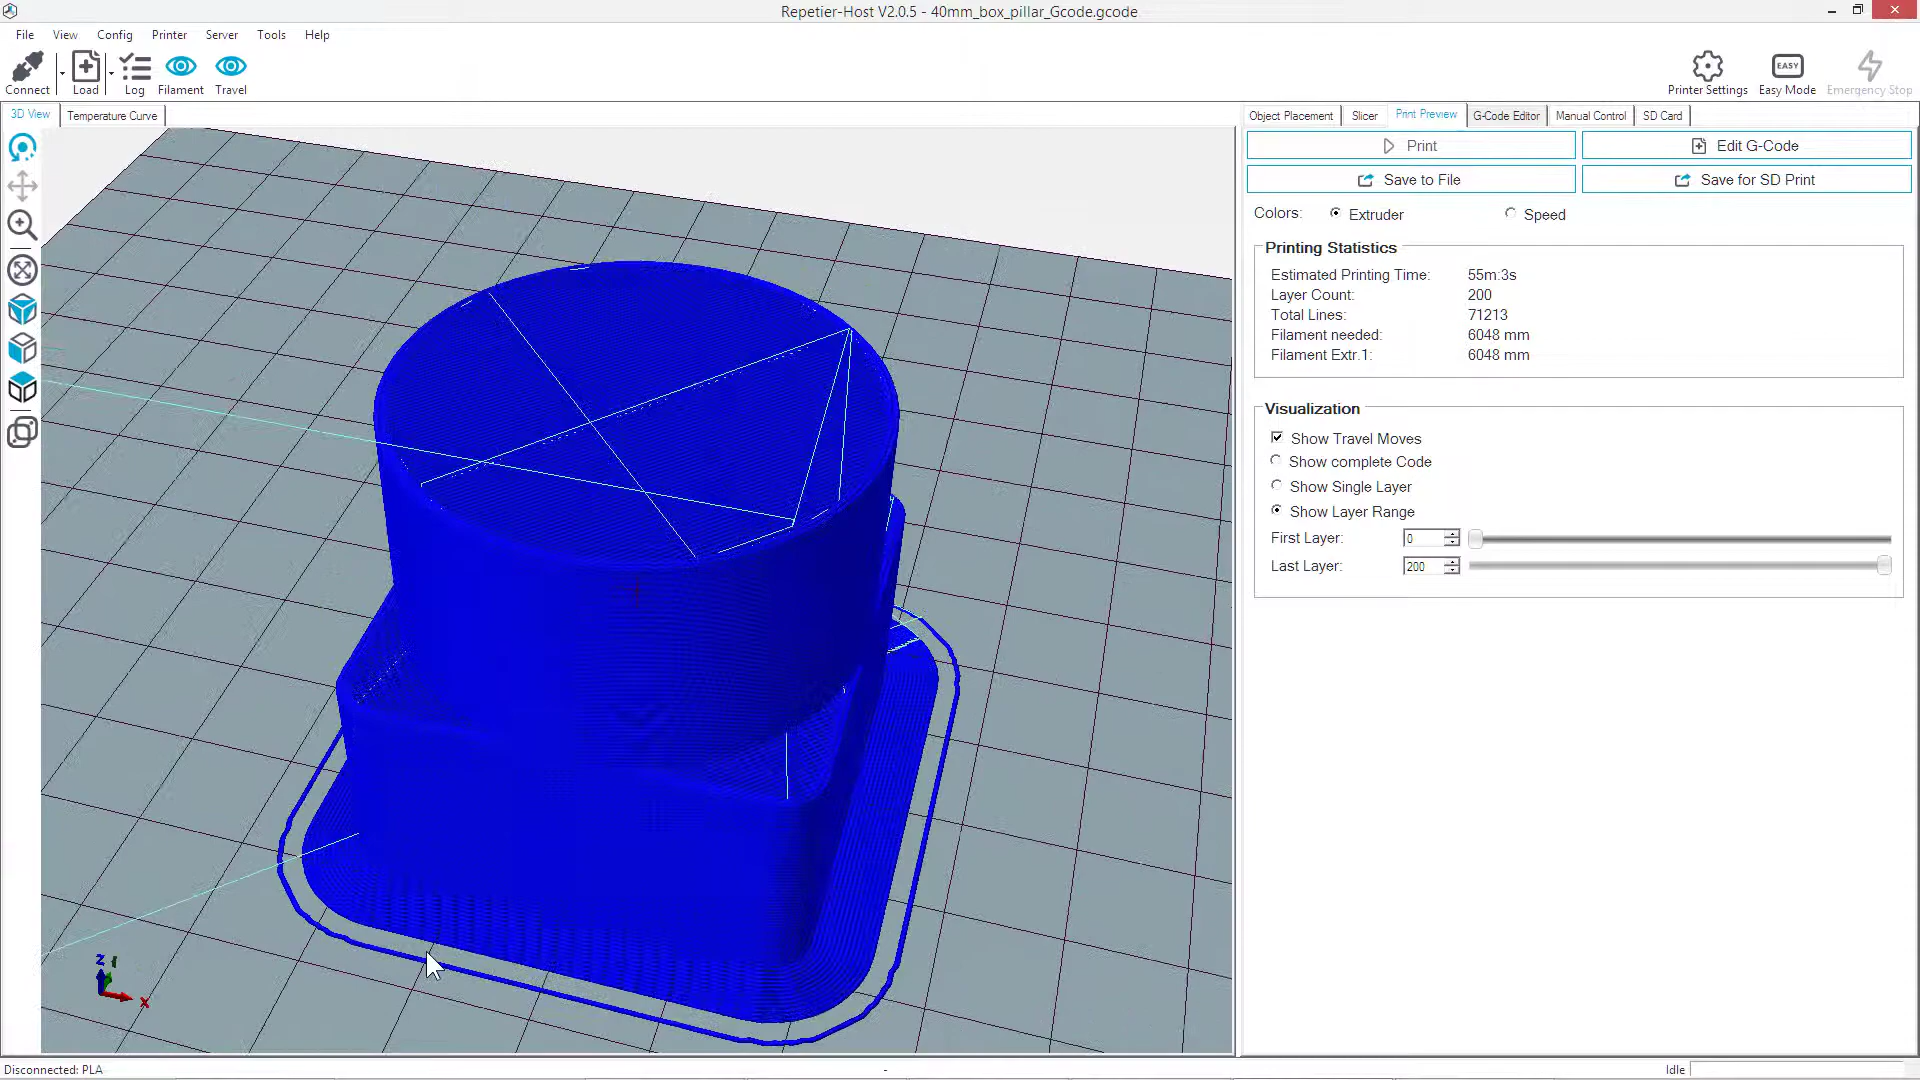 Repetier-Host V2.0.5 - 40mm_box_pillar_Gcode.gcode
File View Config Printer Server Tools Help
Connect Load Log Filament Travel
EASY
Printer Settings Easy Mode Emergency Stop
3D View Temperature Curve
Object Placement Slicer Print Preview G-Code Editor Manual Control SD Card
Print Edit G-Code
Save to File Save for SD Print
Colors: Extruder Speed
Printing Statistics
Estimated Printing Time: 55m:3s
Layer Count: 200
Total Lines: 71213
Filament needed: 6048 mm
Filament Extr.1: 6048 mm
Visualization
Show Travel Moves
Show complete Code
Show Single Layer
Show Layer Range
First Layer: 0
Last Layer: 200
Z
X
Disconnected: PLA - Idle